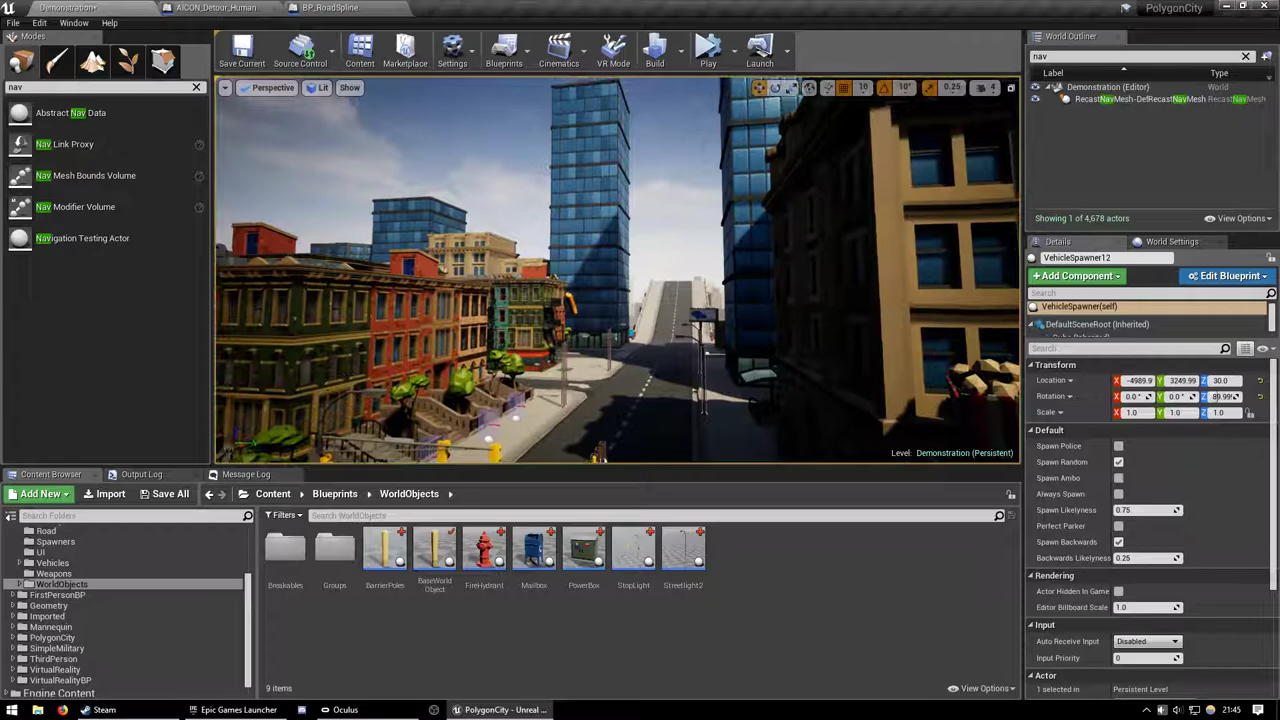 Demonstration*
AICON_Detour_Human
BP_RoadSpline
PolygonCity
File Edit Window Help
Modes
nav
Abstract Nav Data
Nav Link Proxy
Nav Mesh Bounds Volume
Nav Modifier Volume
Navigation Testing Actor
Save Current
Source Control
Content
Marketplace
Settings
Blueprints
Cinematics
VR Mode
Build
Play
Launch
Perspective
Lit
Show
10
10°
0.25
4
Level: Demonstration (Persistent)
World Outliner
nav
Label
Type
Demonstration (Editor)
World
RecastNavMesh-DefRecastNavMesh
RecastNavMesh
Showing 1 of 4,678 actors
View Options
Details
World Settings
VehicleSpawner12
+Add Component
Edit Blueprint
Search
VehicleSpawner(self)
DefaultSceneRoot (Inherited)
Search
Transform
Location X -4989.9 Y 3249.99 Z 30.0
Rotation X 0.0° Y 0.0° Z 89.99
Scale X 1.0 Y 1.0 Z 1.0
Default
Spawn Police
Spawn Random
Spawn Ambo
Always Spawn
Spawn Likelyness 0.75
Perfect Parker
Spawn Backwards
Backwards Likelyness 0.25
Rendering
Actor Hidden In Game
Editor Billboard Scale 1.0
Input
Auto Receive Input Disabled
Input Priority 0
Actor
1 selected in Persistent Level
Content Browser
Output Log
Message Log
Add New
Import
Save All
Content
Blueprints
WorldObjects
Search Folders
Road
Spawners
UI
Vehicles
Weapons
WorldObjects
FirstPersonBP
Geometry
Imported
Mannequin
PolygonCity
SimpleMilitary
ThirdPerson
VirtualReality
VirtualRealityBP
Engine Content
Filters
Search WorldObjects
Breakables
Groups
BarrierPoles
BaseWorld
Object
FireHydrant
Mailbox
PowerBox
StopLight
Streetlight2
9 items
View Options
Steam
Epic Games Launcher
Oculus
PolygonCity - Unreal ...
21:45